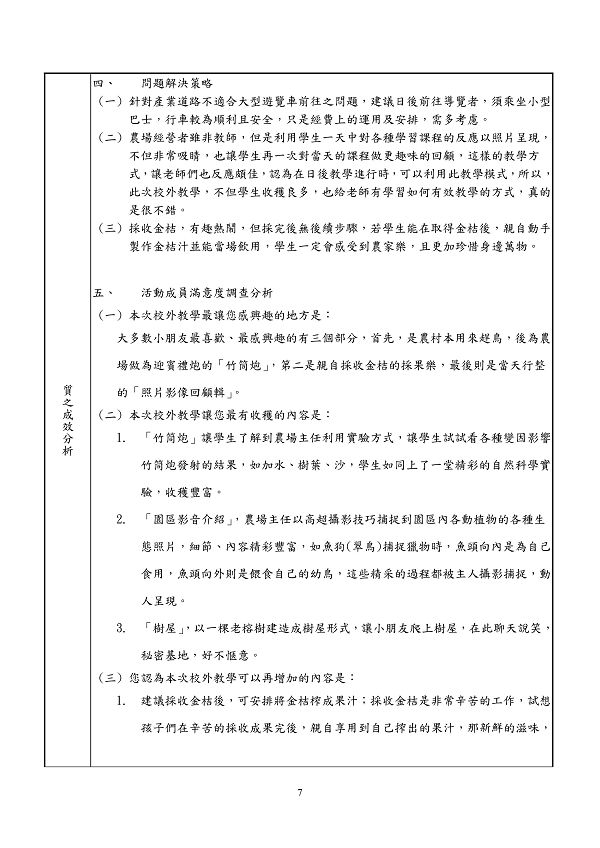 四、　　問題解決策略
（一）針對產業道路不適合大型遊覽車前往之問題，建議日後前往導覽者，須乘坐小型
巴士，行車較為順利且安全，只是經費上的運用及安排，需多考慮。
（二）農場經營者雖非教師，但是利用學生一天中對各種學習課程的反應以照片呈現，
不但非常吸睛，也讓學生再一次對當天的課程做更趣味的回顧，這樣的教學方
式，讓老師們也反應頗佳，認為在日後教學進行時，可以利用此教學模式，所以，
此次校外教學，不但學生收穫良多，也給老師有學習如何有效教學的方式，真的
是很不錯。
（三）採收金桔，有趣熱鬧，但採完後無後續步驟，若學生能在取得金桔後，親自動手
製作金桔汁並能當場飲用，學生一定會感受到農家樂，且更加珍惜身邊萬物。
五、　　活動成員滿意度調查分析
（一）本次校外教學最讓您感興趣的地方是：
大多數小朋友最喜歡、最感興趣的有三個部分，首先，是農村本用來趕鳥，後為農
場做為迎賓禮炮的「竹筒炮」，第二是親自採收金桔的採果樂，最後則是當天行整
的「照片影像回顧輯」。
（二）本次校外教學讓您最有收穫的內容是：
1.　「竹筒炮」讓學生了解到農場主任利用實驗方式，讓學生試試看各種變因影響
竹筒炮發射的結果，如加水、樹葉、沙，學生如同上了一堂精彩的自然科學實
驗，收穫豐富。
2.　「園區影音介紹」，農場主任以高超攝影技巧捕捉到園區內各動植物的各種生
態照片，細節、內容精彩豐富，如魚狗(翠鳥)捕捉獵物時，魚頭向內是為自己
食用，魚頭向外則是餵食自己的幼鳥，這些精采的過程都被主人攝影捕捉，動
人呈現。
3.　「樹屋」，以一棵老榕樹建造成樹屋形式，讓小朋友爬上樹屋，在此聊天說笑，
秘密基地，好不愜意。
（三）您認為本次校外教學可以再增加的內容是：
1.　建議採收金桔後，可安排將金桔榨成果汁；採收金桔是非常辛苦的工作，試想
孩子們在辛苦的採收成果完後，親自享用到自己搾出的果汁，那新鮮的滋味，
質之成效分析
7